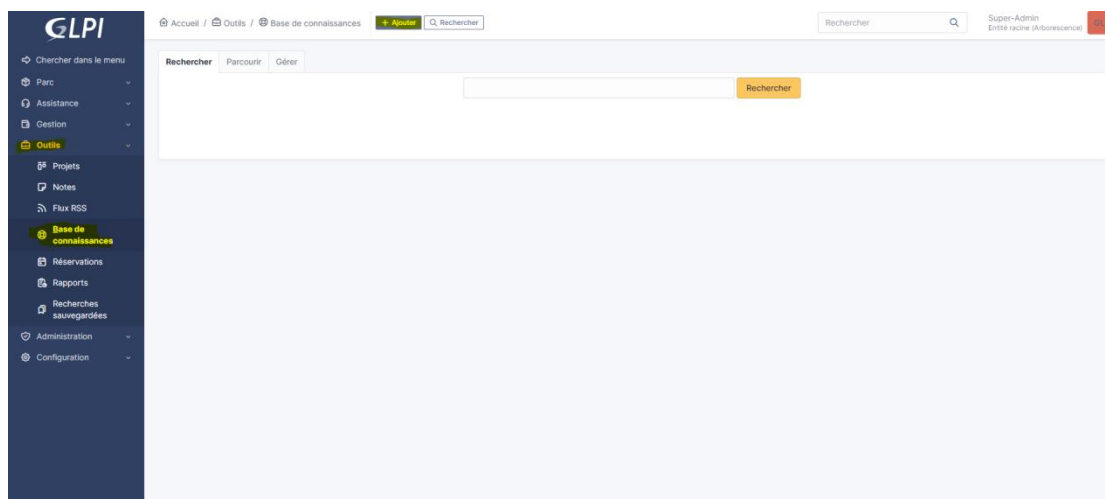 GLPI
Accueil / Outils / Base de connaissances + Ajouter Rechercher
Rechercher
Super-Admin
Entité racine (Arborescence)
GL
Chercher dans le menu
Parc
Assistance
Gestion
Outils
Projets
Notes
Flux RSS
Base de
connaissances
Réservations
Rapports
Recherches
sauvegardées
Administration
Configuration
Rechercher Parcourir Gérer
Rechercher